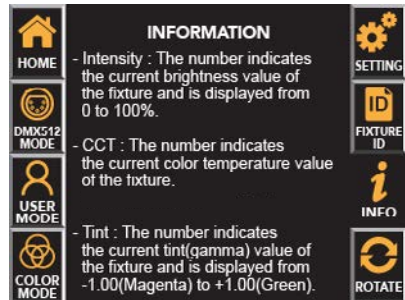 HOME
DMX512
MODE
USER
MODE
COLOR
MODE
INFORMATION
- Intensity : The number indicates
the current brightness value of
the fixture and is displayed from
0 to 100%.
- CCT : The number indicates
the current color temperature value
of the fixture.
- Tint : The number indicates
the current tint(gamma) value of
the fixture and is displayed from
-1.00(Magenta) to +1.00(Green).
SETTING
ID
FIXTURE
ID
i
INFO
ROTATE